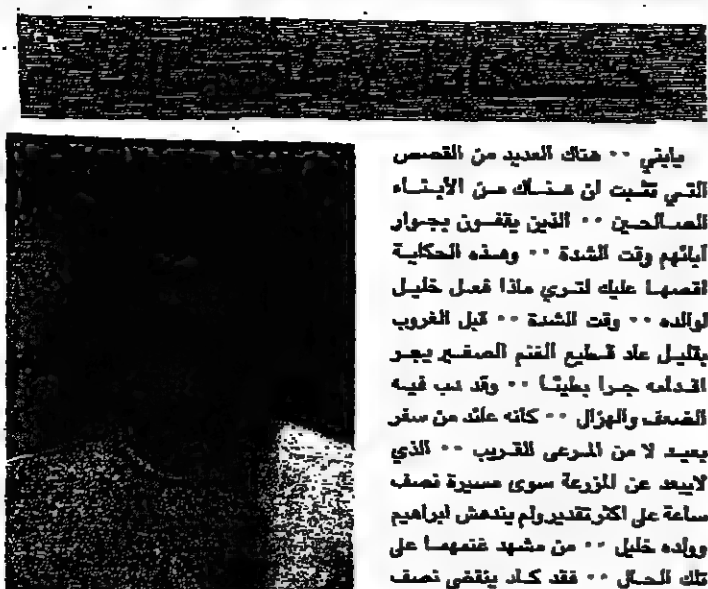 يابني •• هناك العديد من القصص
التي تثبت ان هناك من الأبناء
الصالحين •• الذين يقفون بجوار
آبائهم وقت الشدة •• وهذه الحكاية
اقصها عليك لتري ماذا فعل خليل
لوالده •• وقت الشدة •• قبل الغروب
بقليل عاد قطيع الغنم الصغير يجر
اقدامه جرا بطيئا •• وقد دب فيه
الضعف والهزال •• كأنه عائد من سفر
بعيد لا من المرعى القريب •• الذي
لايبعد عن المزرعة سوى مسيرة نصف
ساعة على اكثر تقدير ولم يندهش ابراهيم
وولده خليل •• من مشهد غنمهما على
تلك الحال •• فقد كاد ينقضي نصف